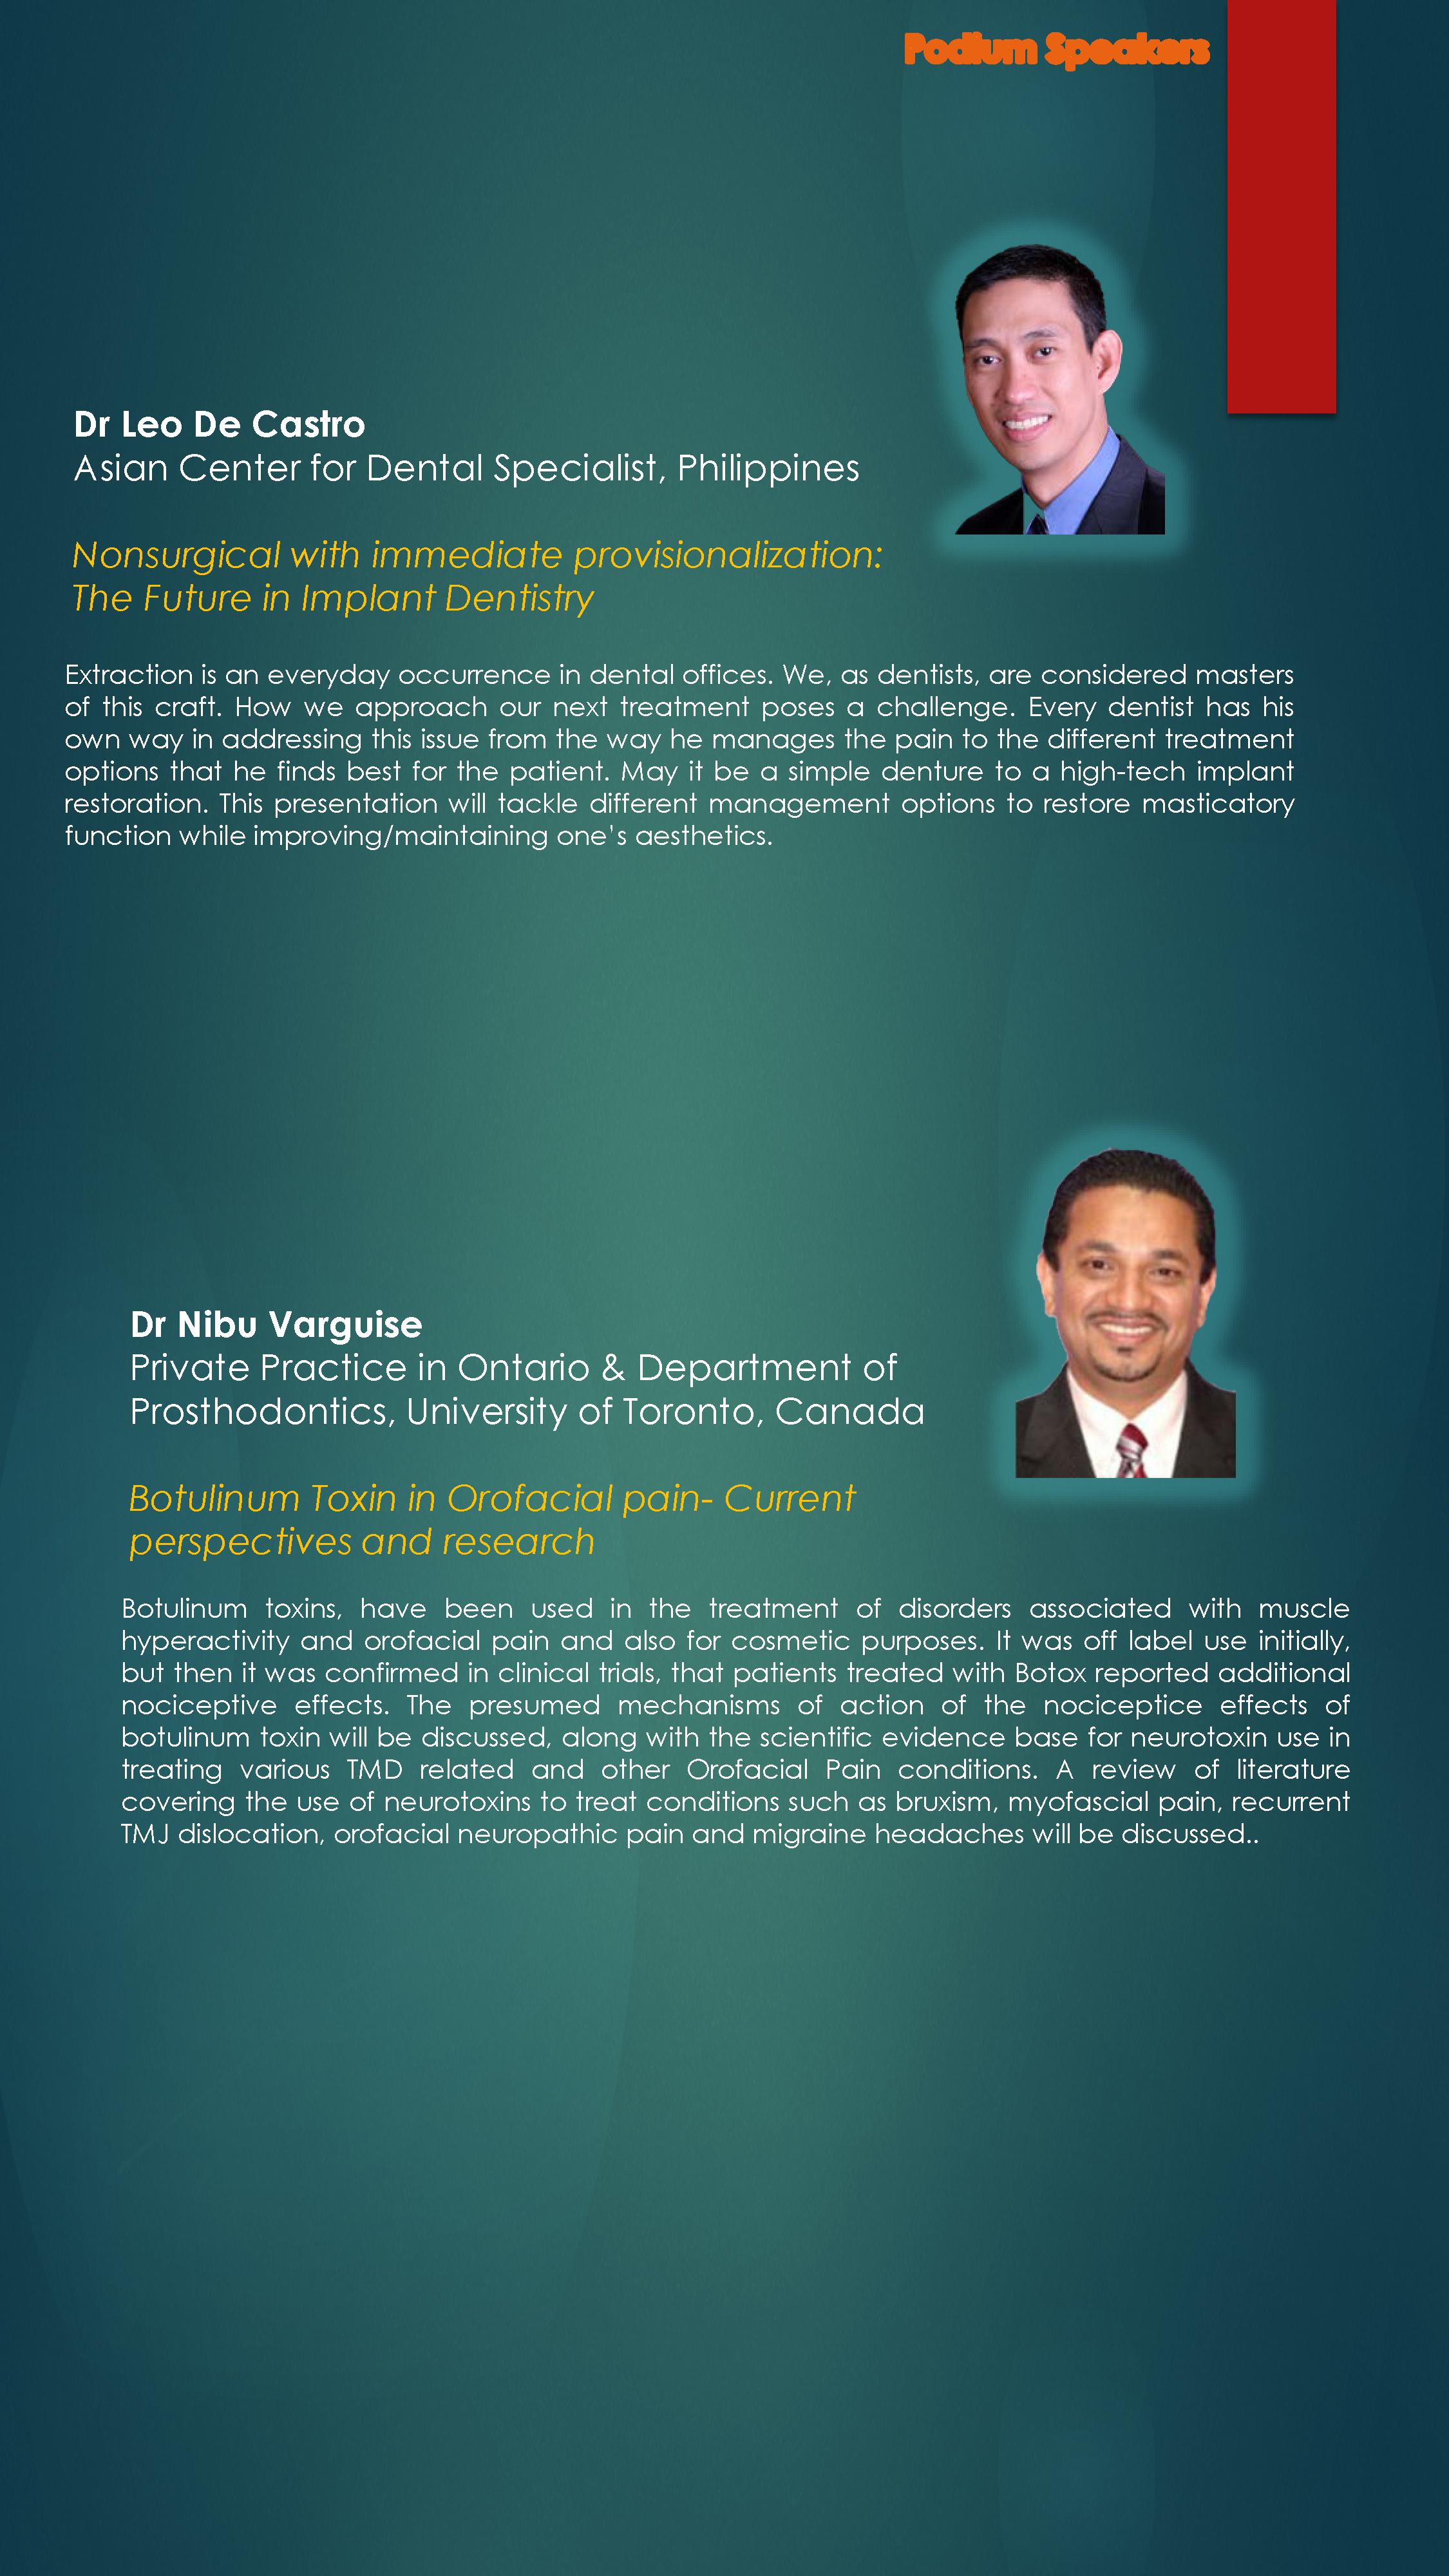 Podium Speakers
Dr Leo De Castro
Asian Center for Dental Specialist, Philippines
Nonsurgical with immediate provisionalization:
The Future in Implant Dentistry
Extraction is an everyday occurrence in dental offices. We, as dentists, are considered masters
of this craft. How we approach our next treatment poses a challenge. Every dentist has his
own way in addressing this issue from the way he manages the pain to the different treatment
options that he finds best for the patient. May it be a simple denture to a high-tech implant
restoration. This presentation will tackle different management options to restore masticatory
function while improving/maintaining one's aesthetics.
Dr Nibu Varguise
Private Practice in Ontario & Department of
Prosthodontics, University of Toronto, Canada
Botulinum Toxin in Orofacial pain- Current
perspectives and research
Botulinum toxins, have been used in the treatment of disorders associated with muscle
hyperactivity and orofacial pain and also for cosmetic purposes. It was off label use initially,
but then it was confirmed in clinical trials, that patients treated with Botox reported additional
nociceptive effects. The presumed mechanisms of action of the nociceptice effects of
botulinum toxin will be discussed, along with the scientific evidence base for neurotoxin use in
treating various TMD related and other Orofacial Pain conditions. A review of literature
covering the use of neurotoxins to treat conditions such as bruxism, myofascial pain, recurrent
TMJ dislocation, orofacial neuropathic pain and migraine headaches will be discussed..